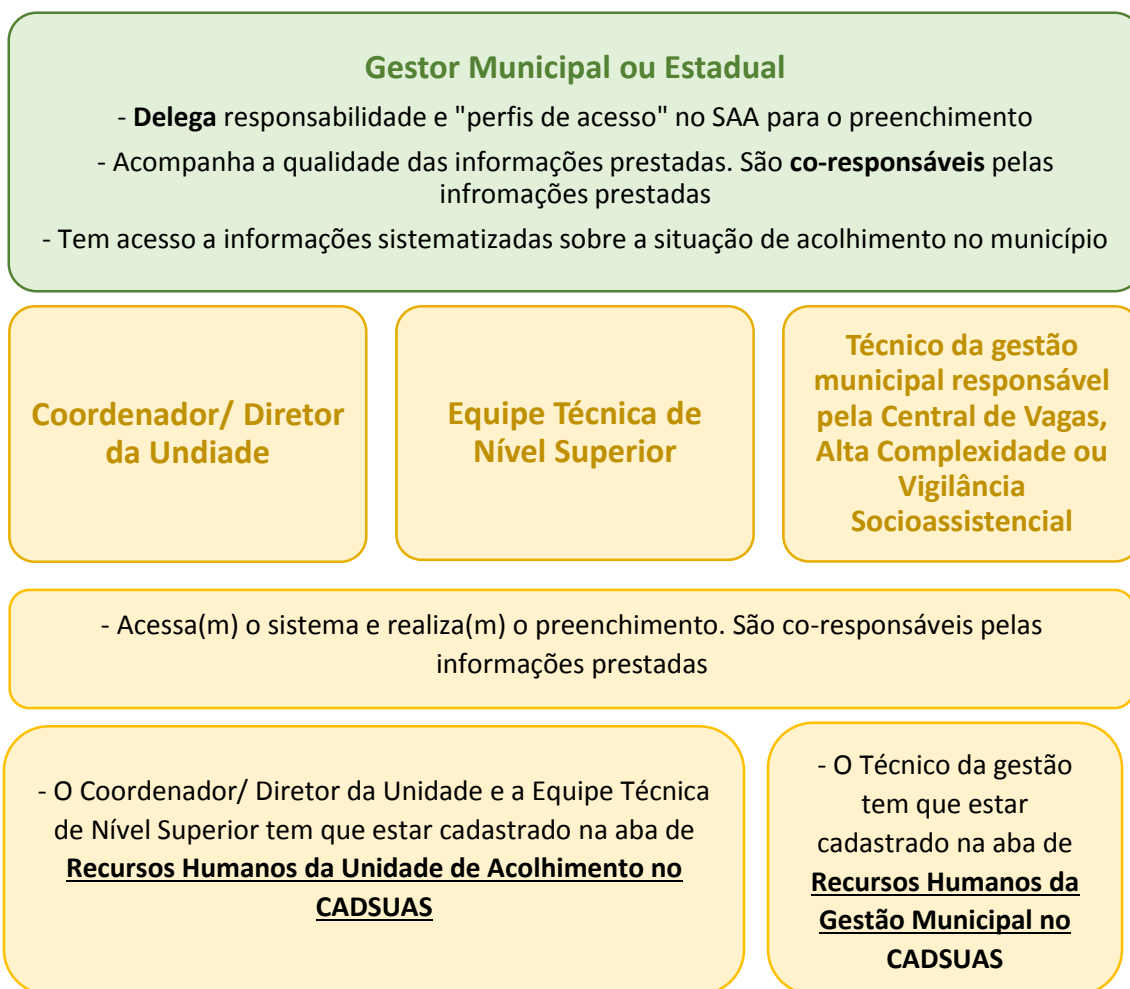 Gestor Municipal ou Estadual
- Delega responsabilidade e "perfis de acesso" no SAA para o preenchimento
- Acompanha a qualidade das informações prestadas. São co-responsáveis pelas
infromações prestadas
- Tem acesso a informações sistematizadas sobre a situação de acolhimento no município
Coordenador/ Diretor
da Undiade
Equipe Técnica de
Nível Superior
Técnico da gestão
municipal responsável
pela Central de Vagas,
Alta Complexidade ou
Vigilância
Socioassistencial
- Acessa(m) o sistema e realiza(m) o preenchimento. São co-responsáveis pelas
informações prestadas
- O Coordenador/ Diretor da Unidade e a Equipe Técnica
de Nível Superior tem que estar cadastrado na aba de
Recursos Humanos da Unidade de Acolhimento no
CADSUAS
- O Técnico da gestão
tem que estar
cadastrado na aba de
Recursos Humanos da
Gestão Municipal no
CADSUAS